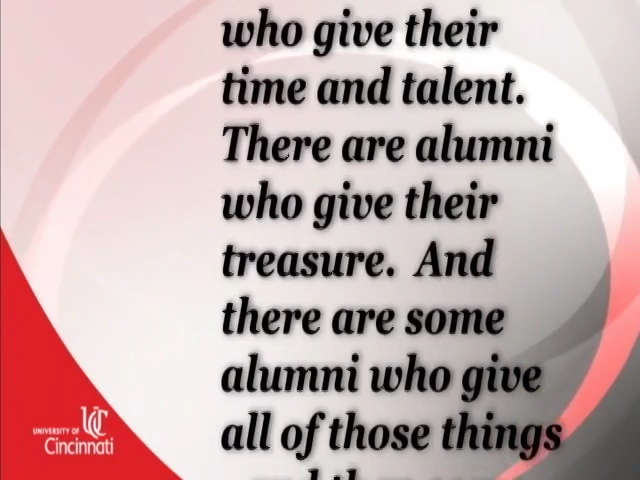 who give their
time and talent.
There are alumni
who give their
treasure. And
there are some
alumni who give
all of those things
UNIVERSITY OF
UC
Cincinnati